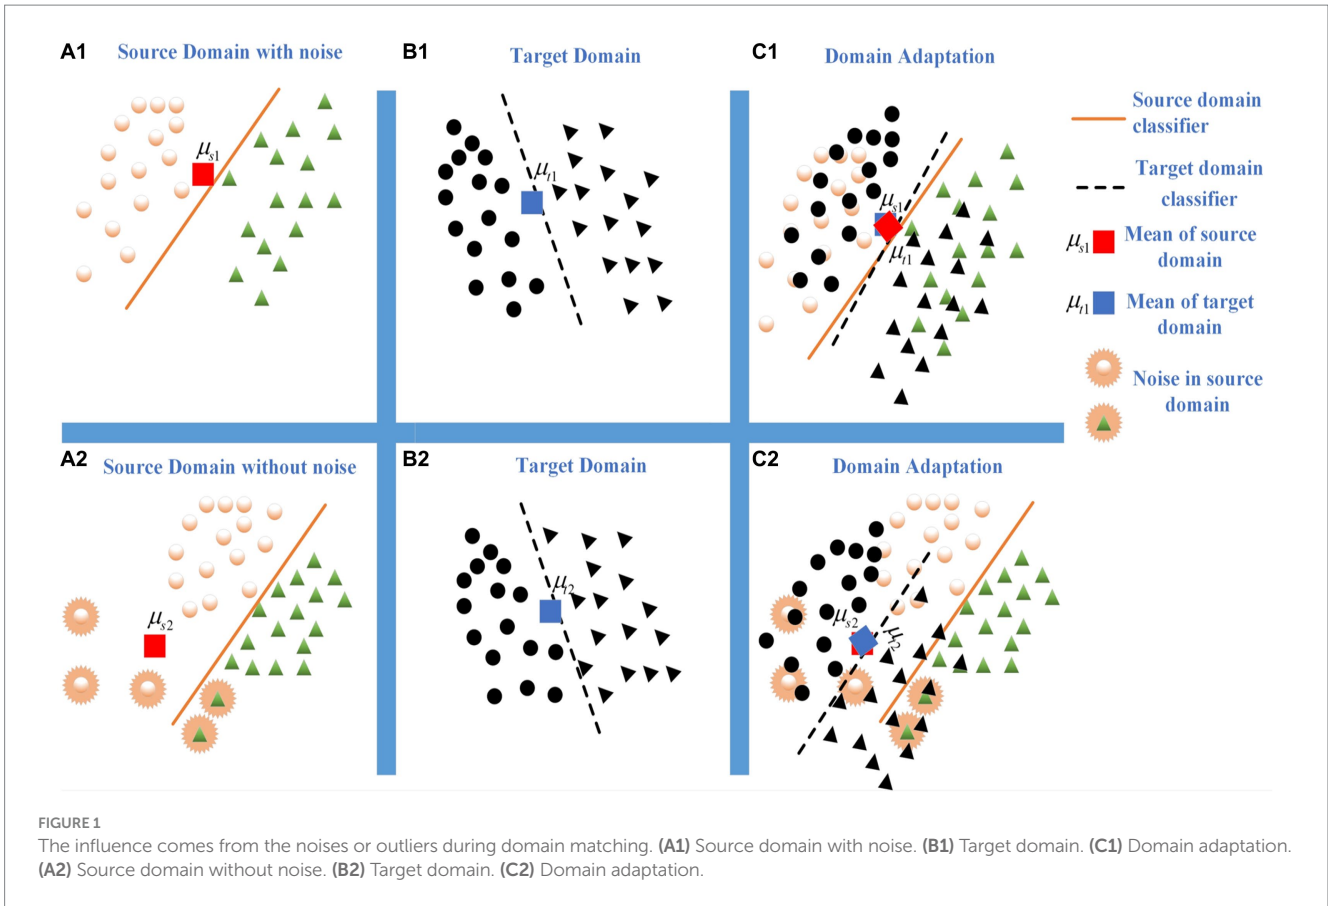 A1
Source Domain with noise
μs1
B1
Target Domain
μt1
C1
Domain Adaptation
μs1
μt1
Source domain
classifier
Target domain
classifier
μs1
Mean of source
domain
μt1
Mean of target
domain
Noise in source
domain
A2
Source Domain without noise
μs2
B2
Target Domain
μt2
C2
Domain Adaptation
μs2
μt2
FIGURE 1
The influence comes from the noises or outliers during domain matching. (A1) Source domain with noise. (B1) Target domain. (C1) Domain adaptation.
(A2) Source domain without noise. (B2) Target domain. (C2) Domain adaptation.